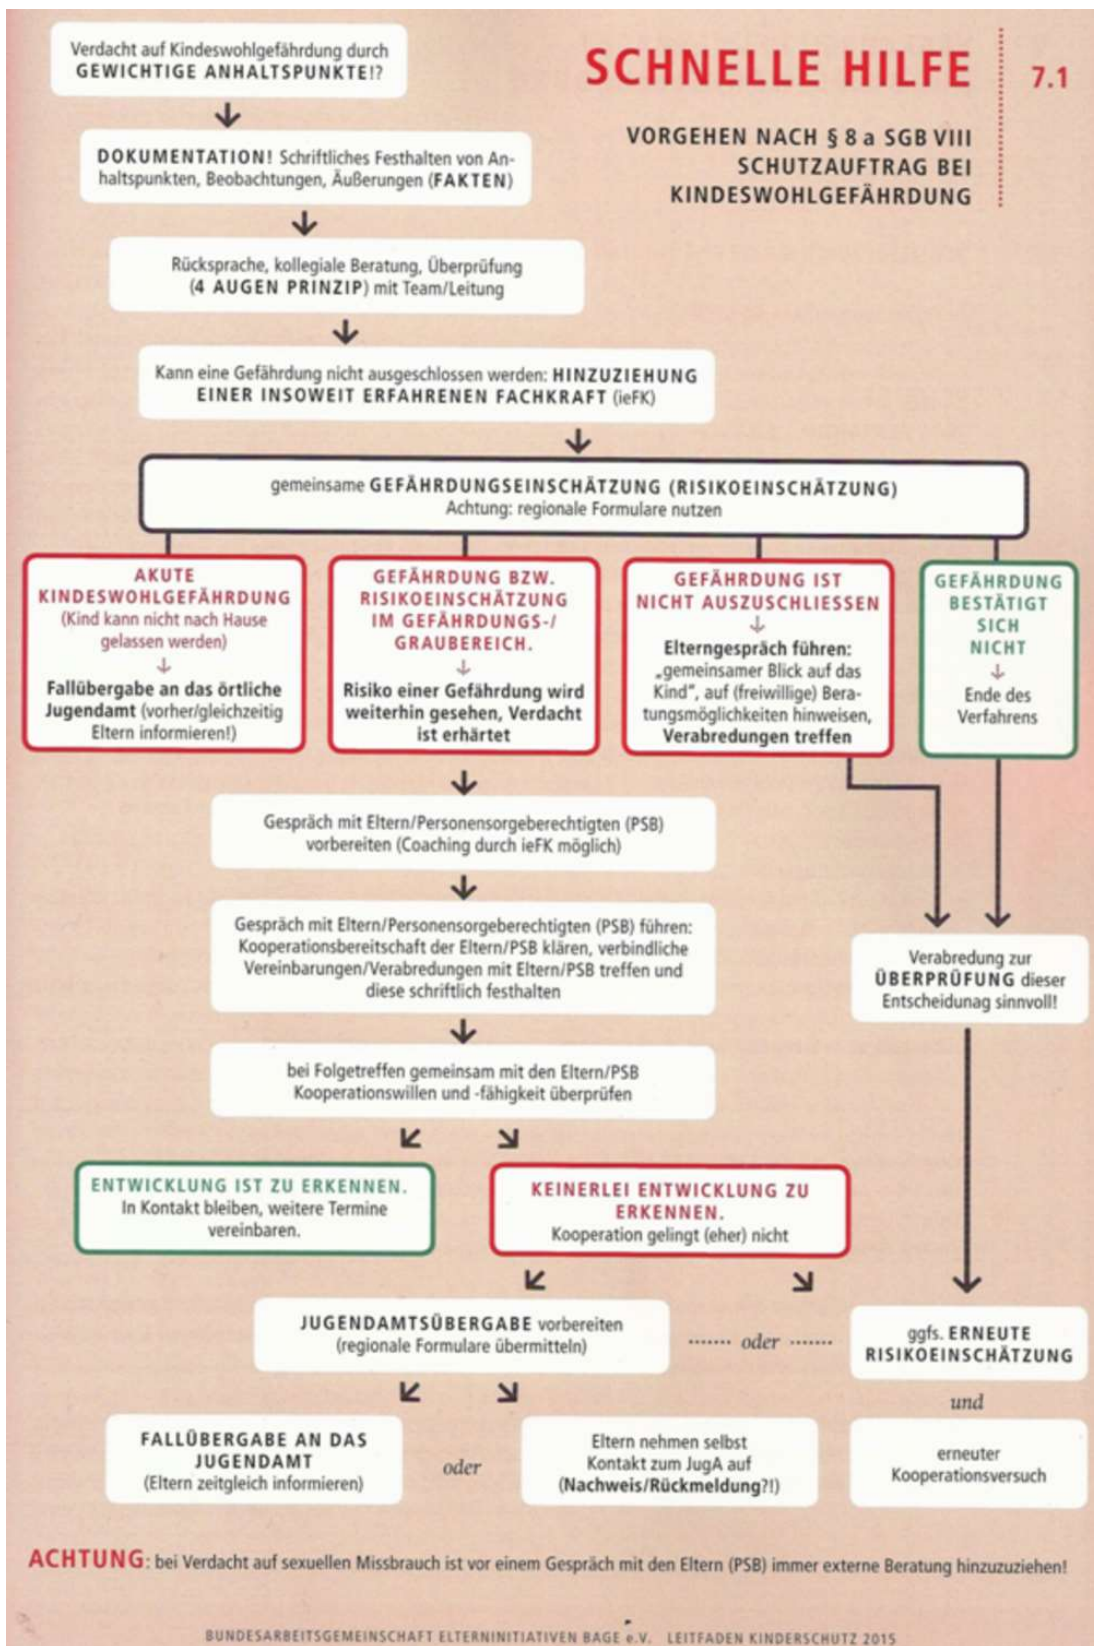 Verdacht auf Kindeswohlgefährdung durch
GEWICHTIGE ANHALTSPUNKTE!?
SCHNELLE HILFE
7.1
VORGEHEN NACH § 8 a SGB VIII
SCHUTZAUFTRAG BEI
KINDESWOHLGEFÄHRDUNG
DOKUMENTATION! Schriftliches Festhalten von An-
haltspunkten, Beobachtungen, Äußerungen (FAKTEN)
Rücksprache, kollegiale Beratung, Überprüfung
(4 AUGEN PRINZIP) mit Team/Leitung
Kann eine Gefährdung nicht ausgeschlossen werden: HINZUZIEHUNG
EINER INSOWEIT ERFAHRENEN FACHKRAFT (ieFK)
gemeinsame GEFÄHRDUNGSEINSCHÄTZUNG (RISIKOEINSCHÄTZUNG)
Achtung: regionale Formulare nutzen
AKUTE
KINDESWOHLGEFÄHRDUNG
(Kind kann nicht nach Hause
gelassen werden)
Fallübergabe an das örtliche
Jugendamt (vorher/gleichzeitig
Eltern informieren!)
GEFÄHRDUNG BZW.
RISIKOEINSCHÄTZUNG
IM GEFÄHRDUNGS-/
GRAUBEREICH.
Risiko einer Gefährdung wird
weiterhin gesehen, Verdacht
ist erhärtet
GEFÄHRDUNG IST
NICHT AUSZUSCHLIESSEN
Elterngespräch führen:
„gemeinsamer Blick auf das
Kind“, auf (freiwillige) Bera-
tungsmöglichkeiten hinweisen,
Verabredungen treffen
GEFÄHRDUNG
BESTÄTIGT
SICH
NICHT
Ende des
Verfahrens
Gespräch mit Eltern/Personensorgeberechtigten (PSB)
vorbereiten (Coaching durch ieFK möglich)
Gespräch mit Eltern/Personensorgeberechtigten (PSB) führen:
Kooperationsbereitschaft der Eltern/PSB klären, verbindliche
Vereinbarungen/Verabredungen mit Eltern/PSB treffen und
diese schriftlich festhalten
Verabredung zur
ÜBERPRÜFUNG dieser
Entscheidunag sinnvoll!
bei Folgetreffen gemeinsam mit den Eltern/PSB
Kooperationswillen und -fähigkeit überprüfen
ENTWICKLUNG IST ZU ERKENNEN.
In Kontakt bleiben, weitere Termine
vereinbaren.
KEINERLEI ENTWICKLUNG ZU
ERKENNEN.
Kooperation gelingt (eher) nicht
JUGENDAMTSÜBERGABE vorbereiten
(regionale Formulare übermitteln)
....... oder .......
ggfs. ERNEUTE
RISIKOEINSCHÄTZUNG
und
FALLÜBERGABE AN DAS
JUGENDAMT
(Eltern zeitgleich informieren)
oder
Eltern nehmen selbst
Kontakt zum JugA auf
(Nachweis/Rückmeldung?!)
erneuter
Kooperationsversuch
ACHTUNG: bei Verdacht auf sexuellen Missbrauch ist vor einem Gespräch mit den Eltern (PSB) immer externe Beratung hinzuzuziehen!
BUNDESARBEITSGEMEINSCHAFT ELTERNINITIATIVEN BAGE e.V. LEITFADEN KINDERSCHUTZ 2015